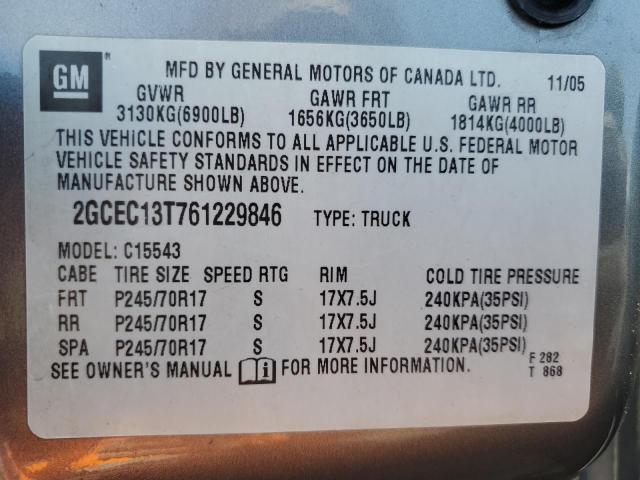 GM
MFD BY GENERAL MOTORS OF CANADA LTD. 11/05
GVWR GAWR FRT GAWR RR
3130KG(6900LB) 1656KG(3650LB) 1814KG(4000LB)
THIS VEHICLE CONFORMS TO ALL APPLICABLE U.S. FEDERAL MOTOR
VEHICLE SAFETY STANDARDS IN EFFECT ON THE DATE OF
MANUFACTURE SHOWN ABOVE.
2GCEC13T761229846 TYPE: TRUCK
MODEL: C15543
CABE TIRE SIZE SPEED RTG RIM COLD TIRE PRESSURE
FRT P245/70R17 S 17X7.5J 240KPA(35PSI)
RR P245/70R17 S 17X7.5J 240KPA(35PSI)
SPA P245/70R17 S 17X7.5J 240KPA(35PSI)
SEE OWNER'S MANUAL i FOR MORE INFORMATION.
F 282
T 868